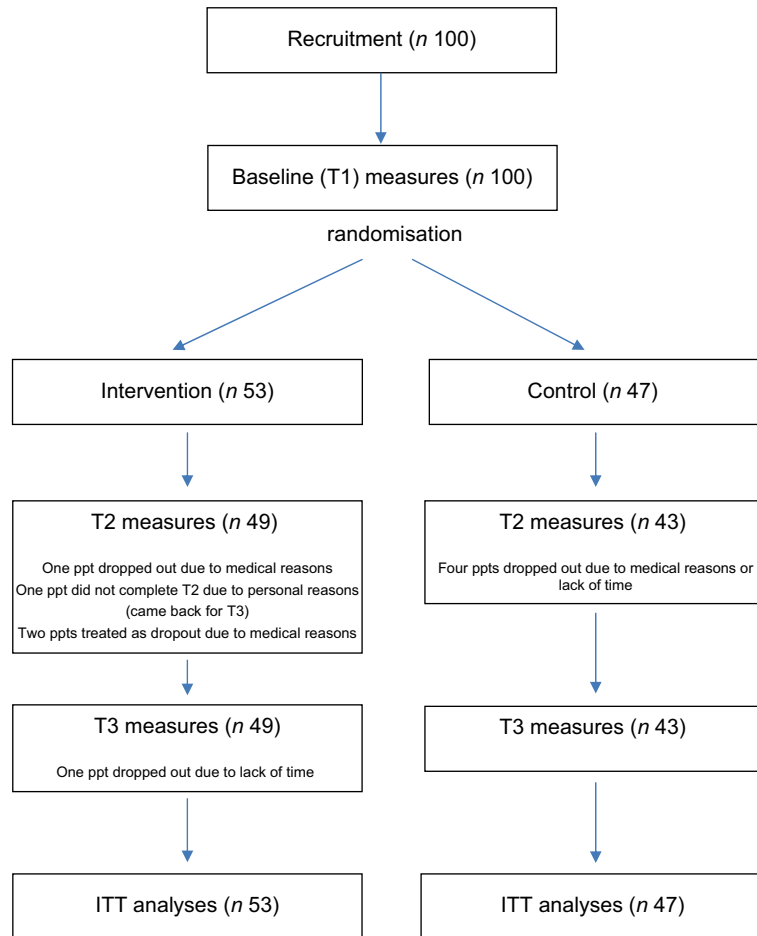 Recruitment (n 100)
Baseline (T1) measures (n 100)
randomisation
Intervention (n 53)
Control (n 47)
T2 measures (n 49)
One ppt dropped out due to medical reasons
One ppt did not complete T2 due to personal reasons
(came back for T3)
Two ppts treated as dropout due to medical reasons
T2 measures (n 43)
Four ppts dropped out due to medical reasons or
lack of time
T3 measures (n 49)
One ppt dropped out due to lack of time
T3 measures (n 43)
ITT analyses (n 53)
ITT analyses (n 47)